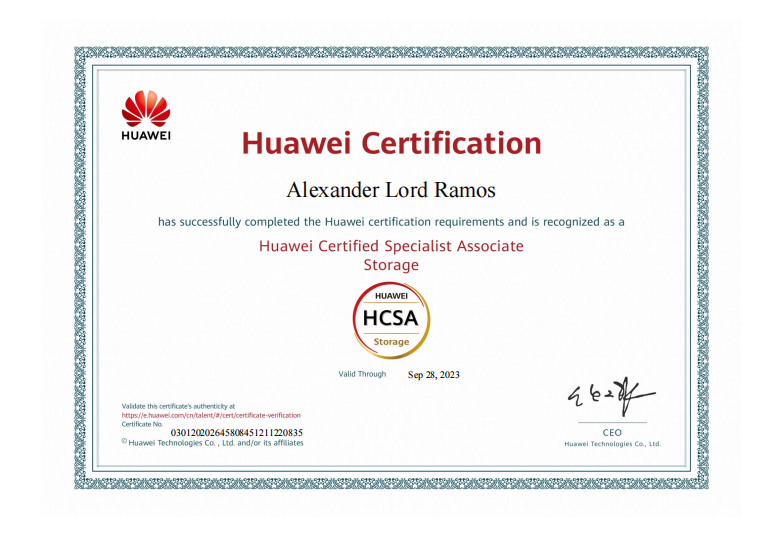 HUAWEI
Huawei Certification
Alexander Lord Ramos
has successfully completed the Huawei certification requirements and is recognized as a
Huawei Certified Specialist Associate
Storage
HUAWEI
HCSA
Storage
Valid Through Sep 28, 2023
Validate this certificate's authenticity at
https://e.huawei.com/cn/talent/#/cert/certificate-verification
Certificate No. 030120202645808451211220835
© Huawei Technologies Co. , Ltd. and/or its affiliates
CEO
Huawei Technologies Co., Ltd.